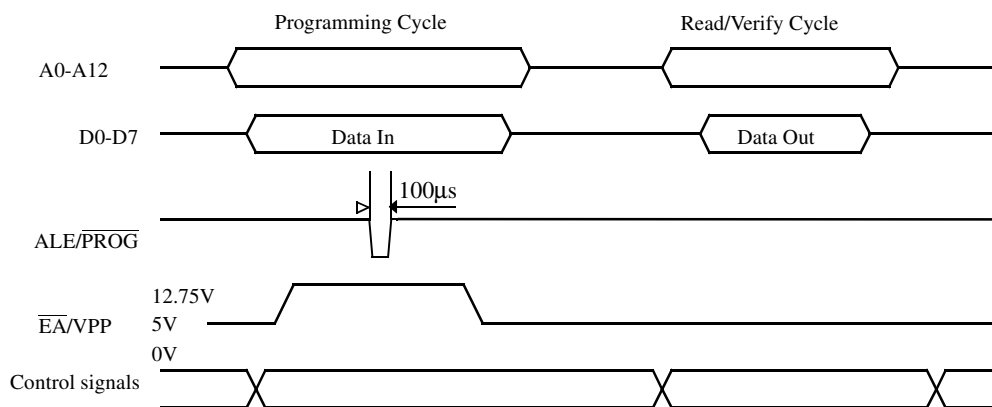 Programming Cycle Read/Verify Cycle
A0-A12
D0-D7 Data In Data Out
100µs
ALE/PROG
12.75V
EA/VPP 5V
0V
Control signals